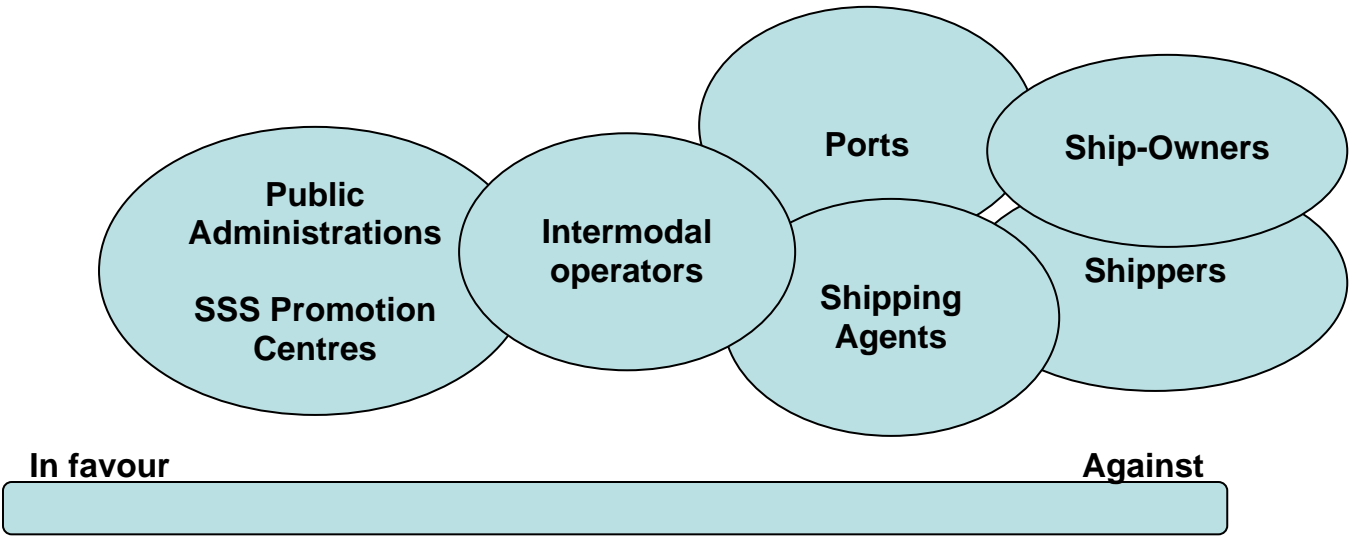 Public
Administrations
SSS Promotion
Centres
Intermodal
operators
Ports
Shipping
Agents
Ship-Owners
Shippers
In favour
Against